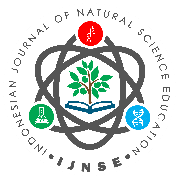 INDONESIAN JOURNAL OF NATURAL SCIENCE EDUCATION
• IJNSE •